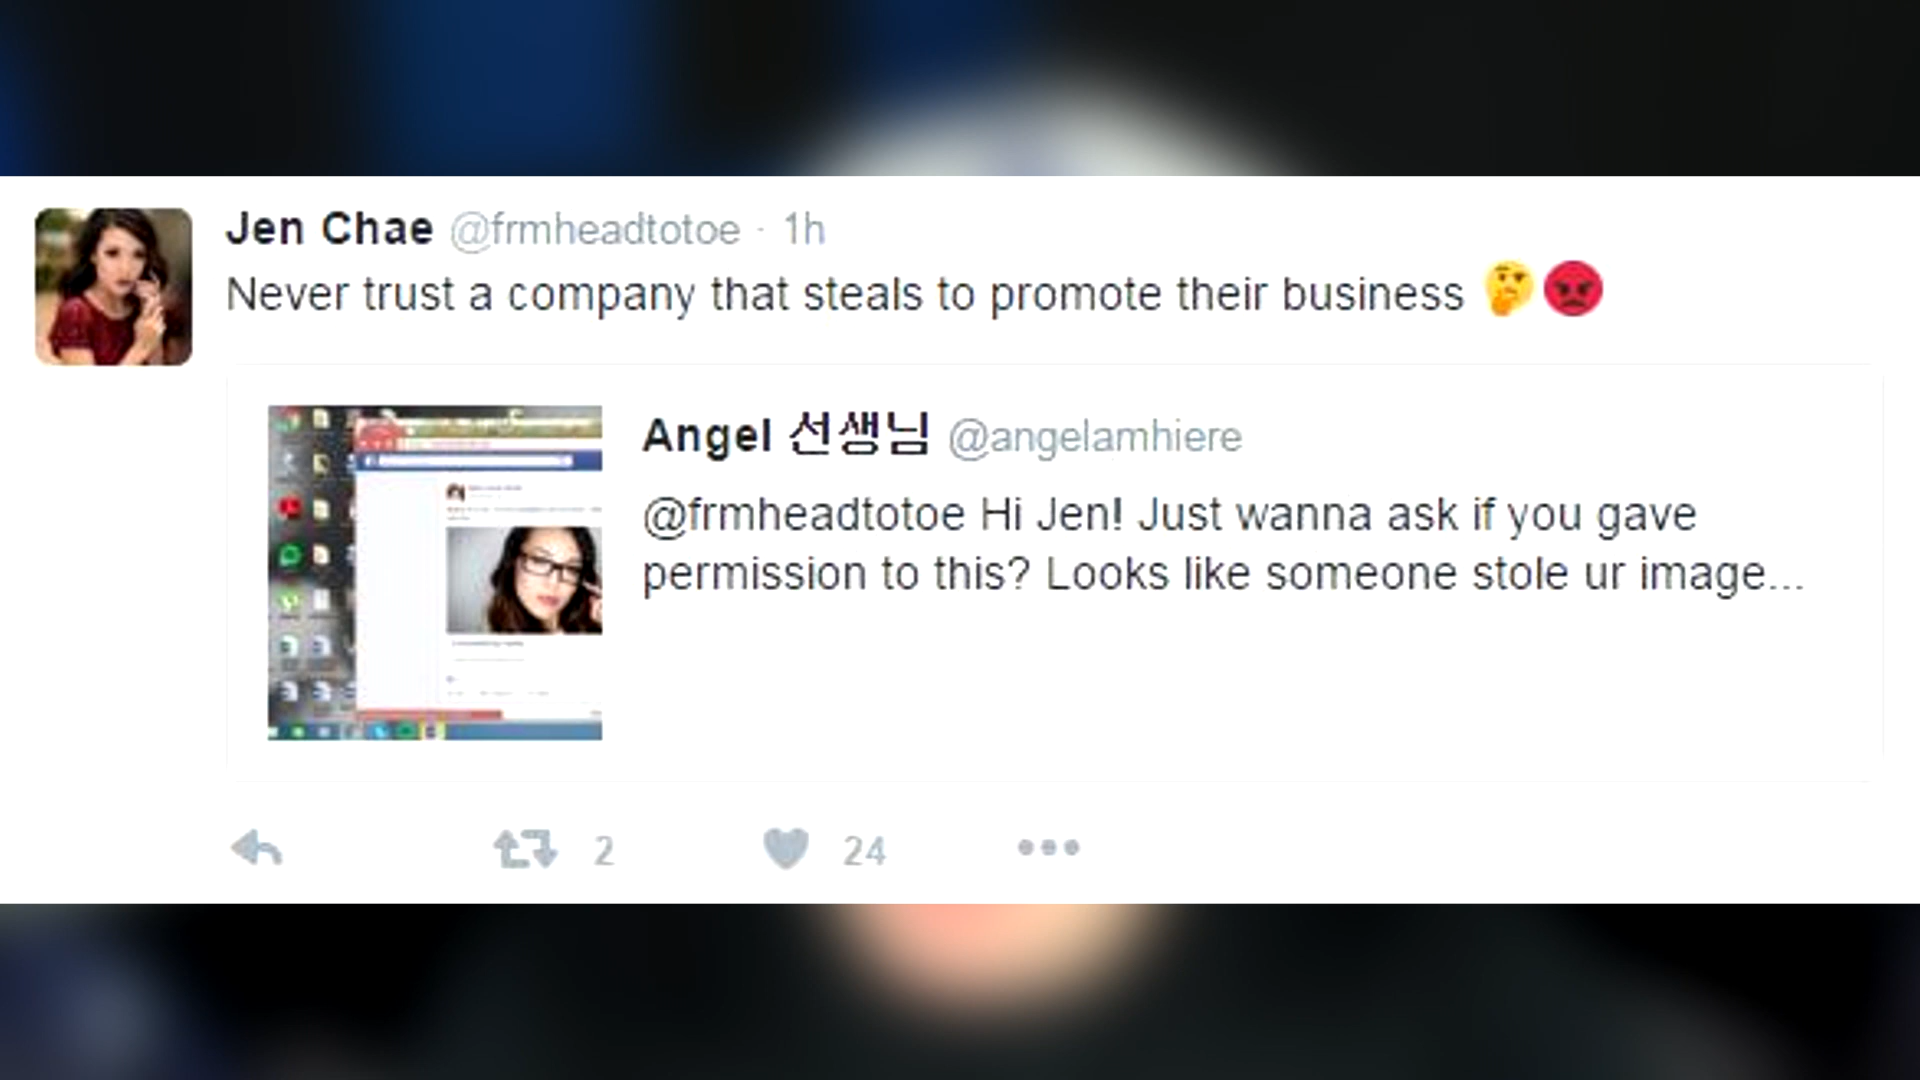 Jen Chae @frmheadtotoe · 1h
Never trust a company that steals to promote their business 🤔😡
Angel 선생님 @angelamhiere
@frmheadtotoe Hi Jen! Just wanna ask if you gave
permission to this? Looks like someone stole ur image...
2 24